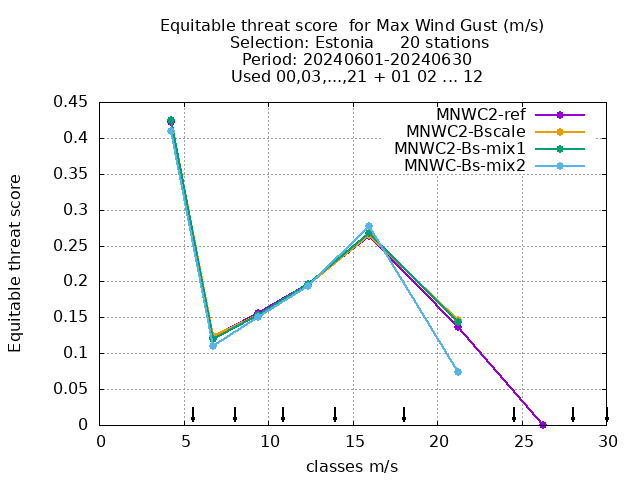 Equitable threat score  for Max Wind Gust (m/s)
Selection: Estonia     20 stations
Period: 20240601-20240630
Used 00,03,...,21 + 01 02 ... 12
MNWC2-ref
MNWC2-Bscale
MNWC2-Bs-mix1
MNWC-Bs-mix2
Equitable threat score
0.45
0.4
0.35
0.3
0.25
0.2
0.15
0.1
0.05
0
0 5 10 15 20 25 30
classes m/s